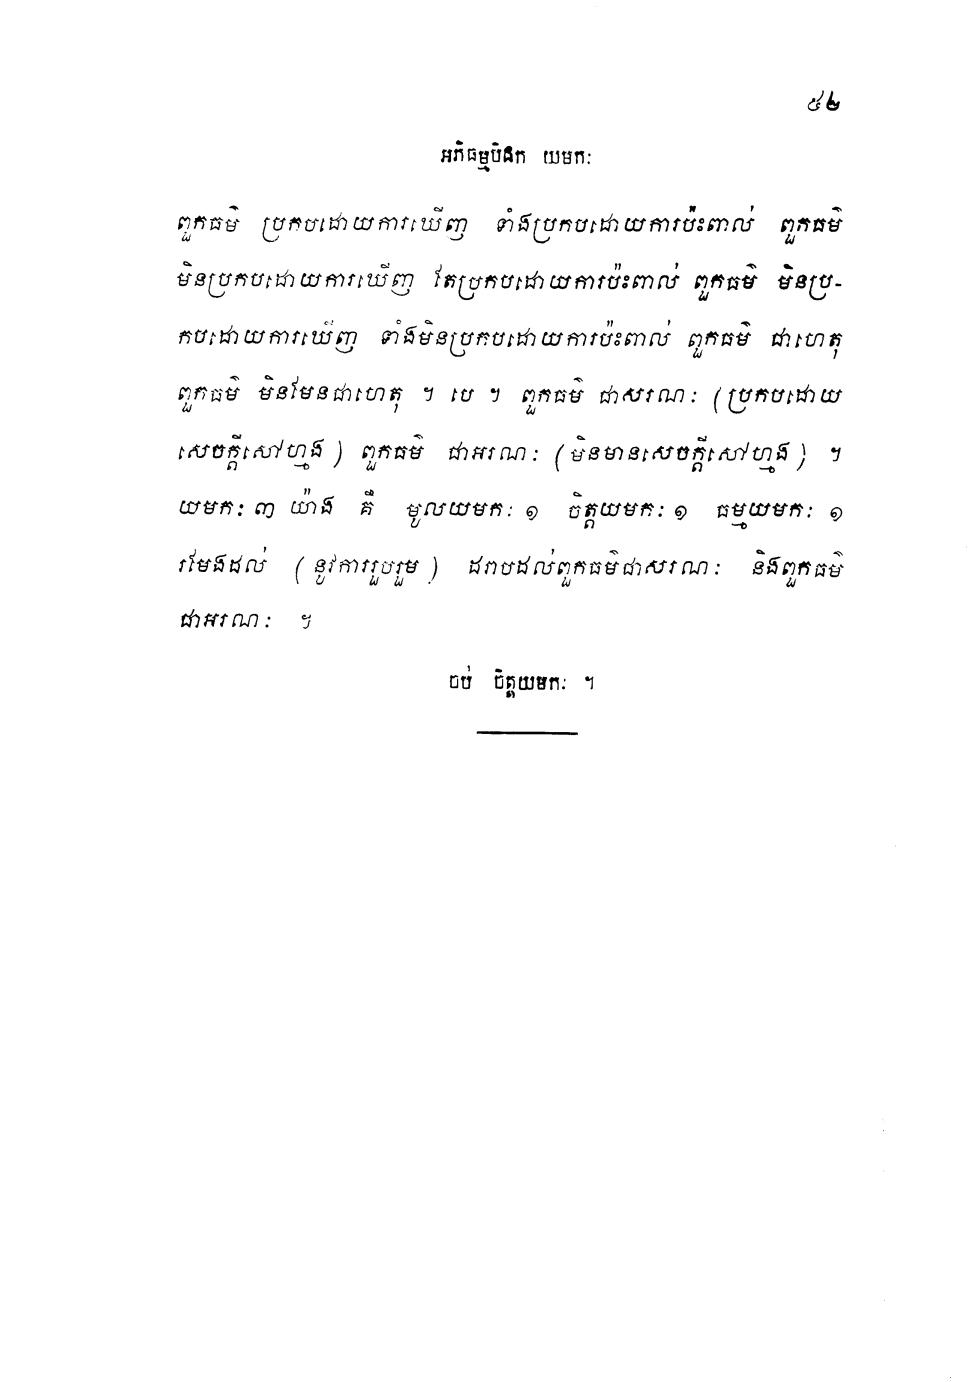 ៥២
អភិធម្មបិដក យមកៈ
ពួកធម៌ ប្រកបដោយការឃើញ ទាំងប្រកបដោយការប៉ះពាល់ ពួកធម៌
មិនប្រកបដោយការឃើញ តែប្រកបដោយការប៉ះពាល់ ពួកធម៌ មិនប្រ-
កបដោយការឃើញ ទាំងមិនប្រកបដោយការប៉ះពាល់ ពួកធម៌ ជាហេតុ
ពួកធម៌ មិនមែនជាហេតុ ។ បេ ។ ពួកធម៌ ជាសរណៈ (ប្រកបដោយ
សេចក្តីសៅហ្មង) ពួកធម៌ ជាអរណៈ (មិនមានសេចក្តីសៅហ្មង) ។
យមកៈ ៣ យ៉ាង គឺ មូលយមកៈ ១ ចិត្តយមកៈ ១ ធម្មយមកៈ ១
រមែងដល់ (នូវការរួបរួម) ដរាបដល់ពួកធម៌ជាសរណៈ និងពួកធម៌
ជាអរណៈ ។
ចប់ ចិត្តយមកៈ ។